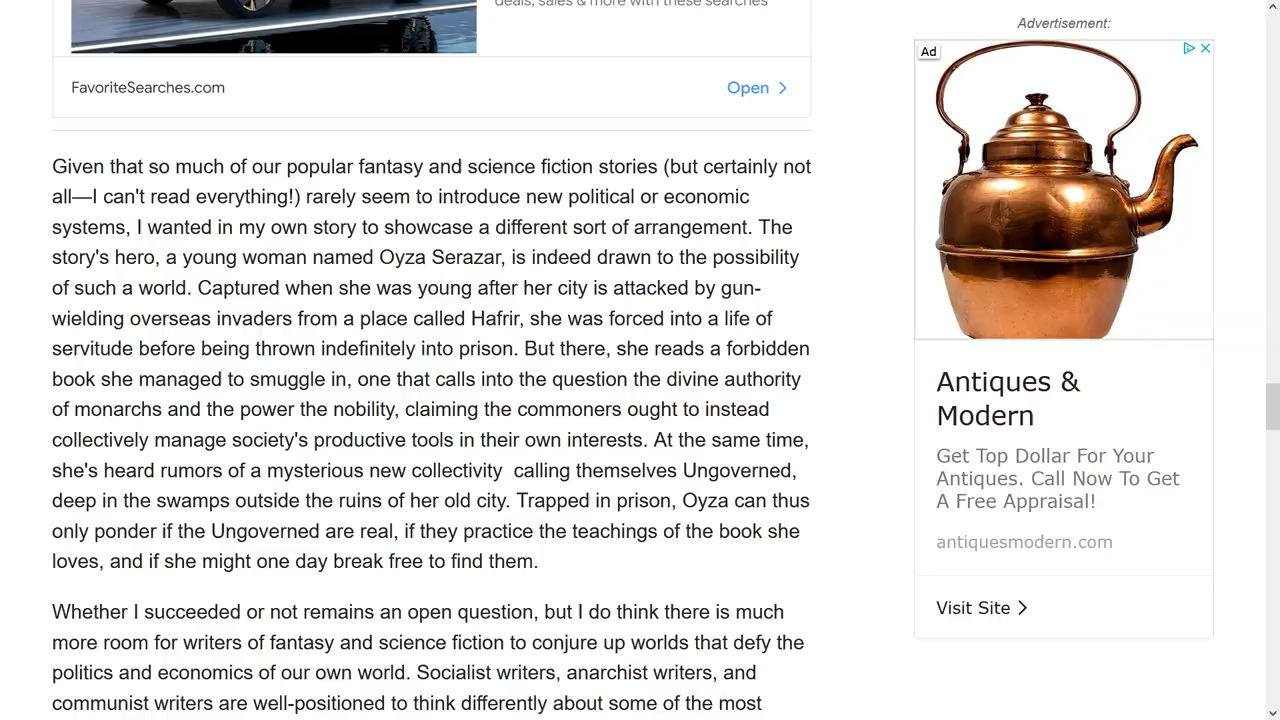 deals, sales & more with these searches
FavoriteSearches.com
Open
Given that so much of our popular fantasy and science fiction stories (but certainly not
all—I can't read everything!) rarely seem to introduce new political or economic
systems, I wanted in my own story to showcase a different sort of arrangement. The
story's hero, a young woman named Oyza Serazar, is indeed drawn to the possibility
of such a world. Captured when she was young after her city is attacked by gun-
wielding overseas invaders from a place called Hafrir, she was forced into a life of
servitude before being thrown indefinitely into prison. But there, she reads a forbidden
book she managed to smuggle in, one that calls into the question the divine authority
of monarchs and the power the nobility, claiming the commoners ought to instead
collectively manage society's productive tools in their own interests. At the same time,
she's heard rumors of a mysterious new collectivity  calling themselves Ungoverned,
deep in the swamps outside the ruins of her old city. Trapped in prison, Oyza can thus
only ponder if the Ungoverned are real, if they practice the teachings of the book she
loves, and if she might one day break free to find them.
Whether I succeeded or not remains an open question, but I do think there is much
more room for writers of fantasy and science fiction to conjure up worlds that defy the
politics and economics of our own world. Socialist writers, anarchist writers, and
communist writers are well-positioned to think differently about some of the most
Advertisement:
Ad
Antiques &
Modern
Get Top Dollar For Your
Antiques. Call Now To Get
A Free Appraisal!
antiquesmodern.com
Visit Site